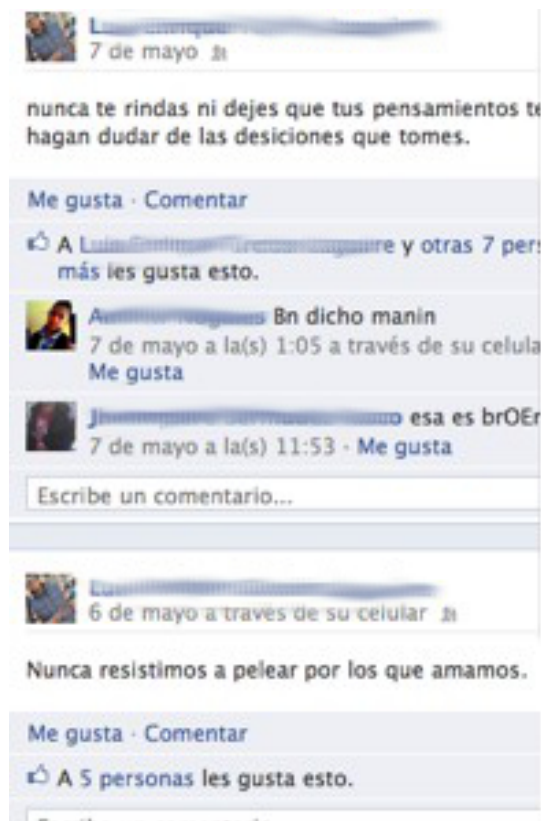 7 de mayo
nunca te rindas ni dejes que tus pensamientos te
hagan dudar de las desiciones que tomes.
Me gusta · Comentar
A y otras 7
más les gusta esto.
Bn dicho manin
7 de mayo a la(s) 1:05 a través de su
Me gusta
esa es
7 de mayo a la(s) 11:53 · Me gusta
Escribe un comentario...
6 de mayo a través de su celular
Nunca resistimos a pelear por los que amamos.
Me gusta · Comentar
A 5 personas les gusta esto.